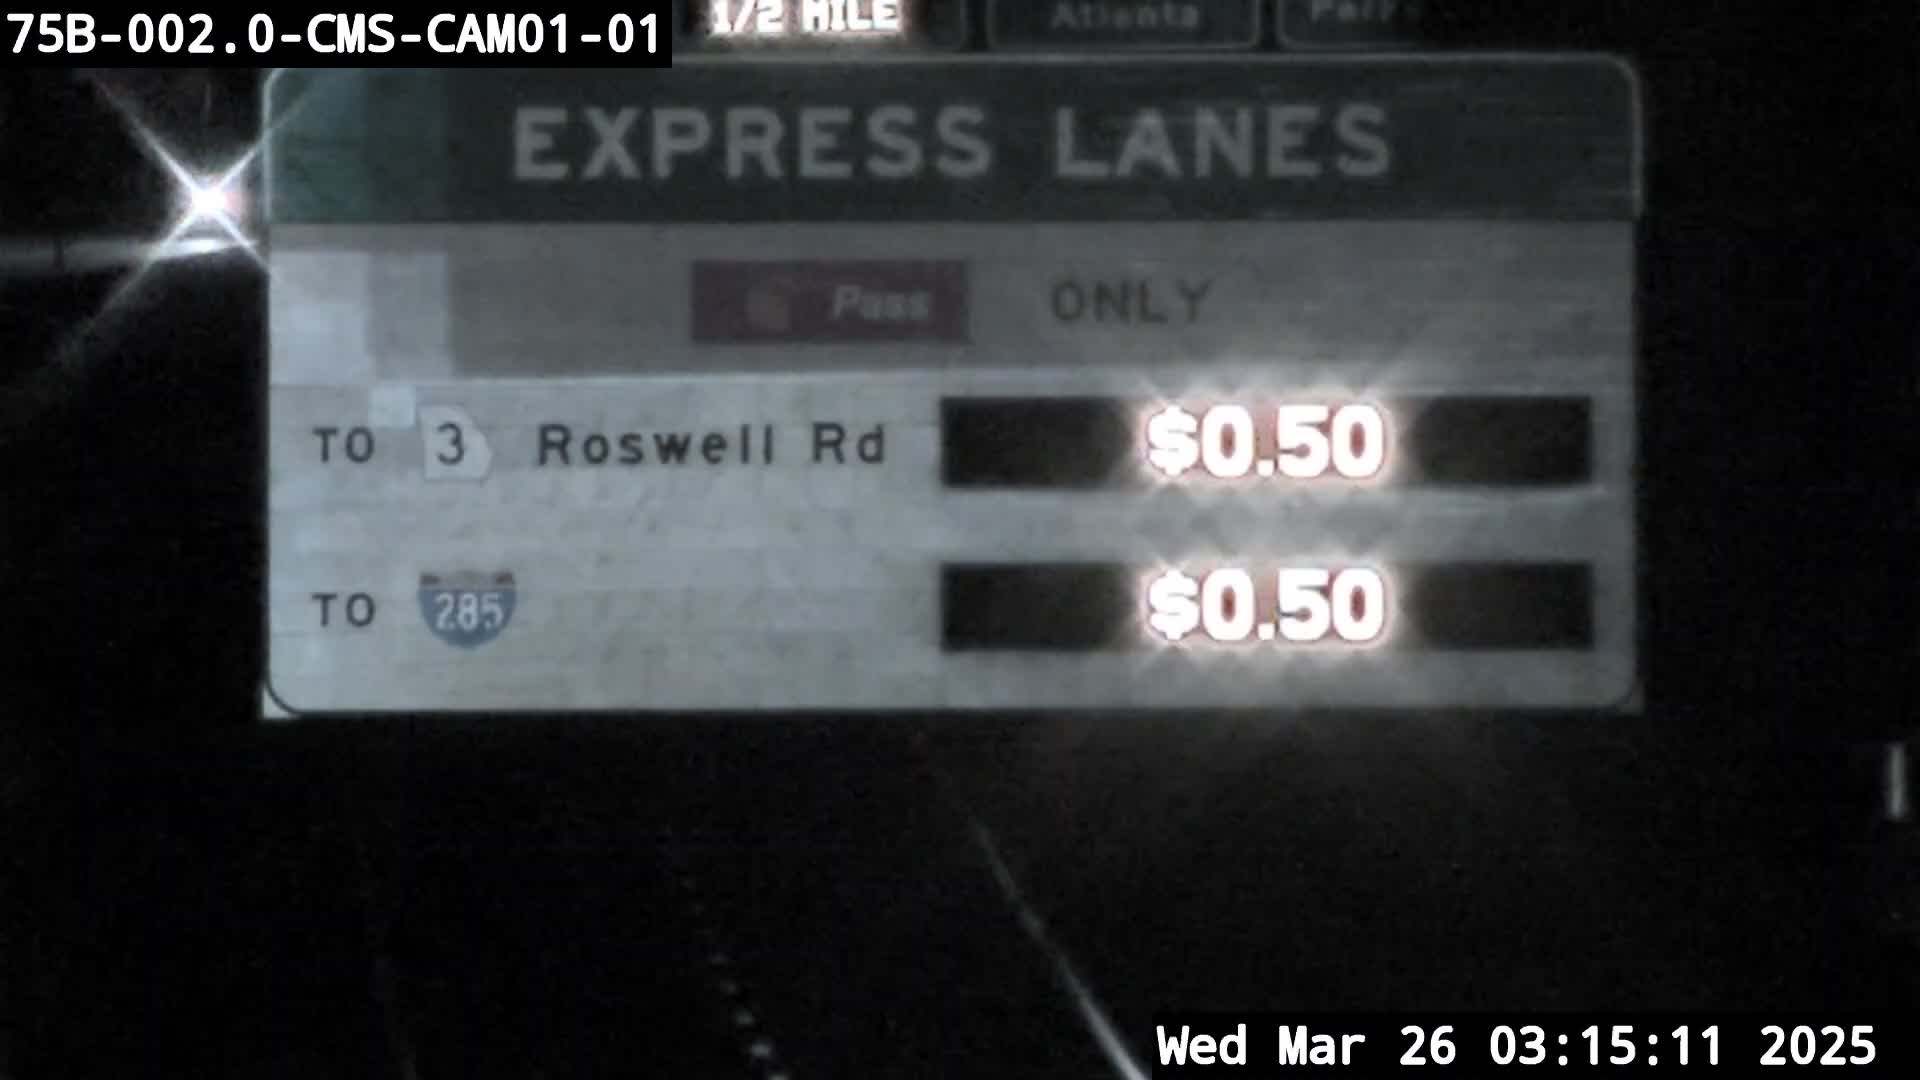 75B-002.0-CMS-CAM01-01
1/2 MILE
Atlanta
EXPRESS LANES
Pass ONLY
TO 3 Roswell Rd $0.50
TO 285 $0.50
Wed Mar 26 03:15:11 2025